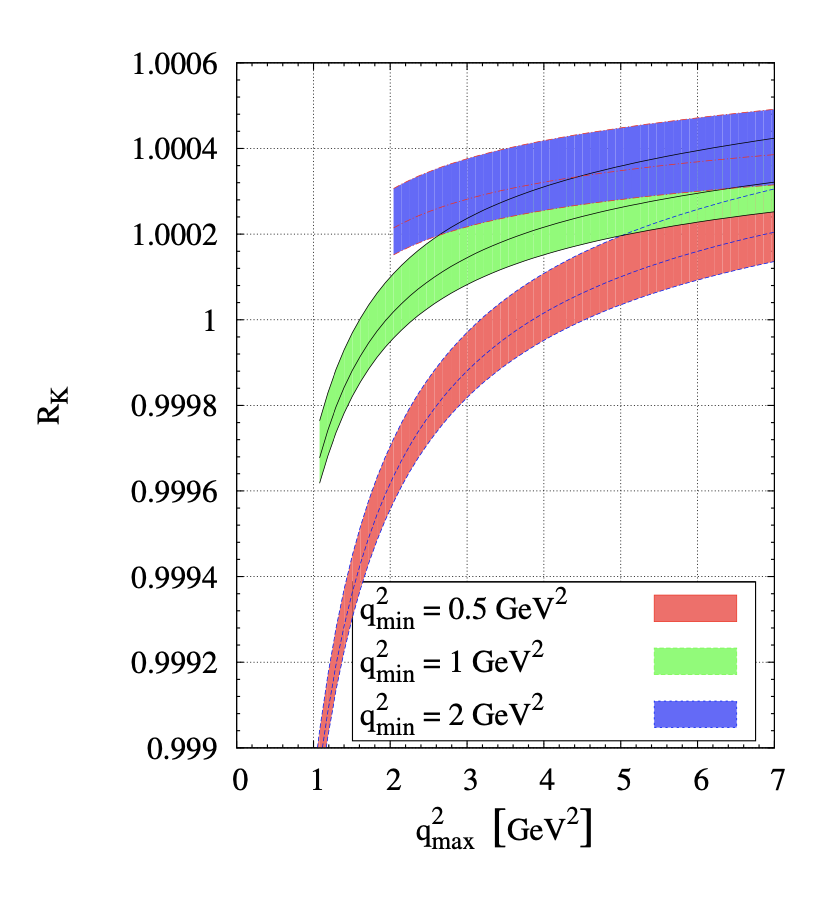 1.0006
1.0004
1.0002
1
0.9998
0.9996
0.9994
0.9992
0.999
R_K
q²_min = 0.5 GeV²
q²_min = 1 GeV²
q²_min = 2 GeV²
0 1 2 3 4 5 6 7
q²_max [GeV²]